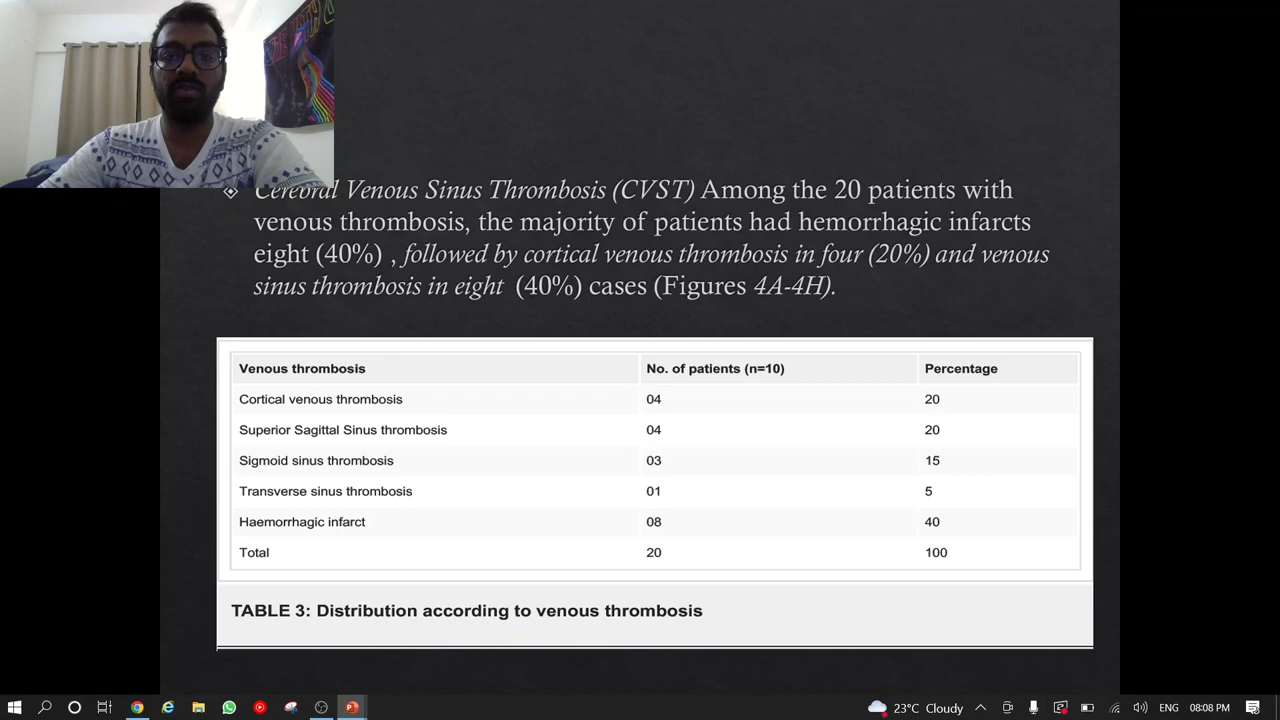 Cerebral Venous Sinus Thrombosis (CVST) Among the 20 patients with
venous thrombosis, the majority of patients had hemorrhagic infarcts
eight (40%) , followed by cortical venous thrombosis in four (20%) and venous
sinus thrombosis in eight (40%) cases (Figures 4A-4H).
Venous thrombosis No. of patients (n=10) Percentage
Cortical venous thrombosis 04 20
Superior Sagittal Sinus thrombosis 04 20
Sigmoid sinus thrombosis 03 15
Transverse sinus thrombosis 01 5
Haemorrhagic infarct 08 40
Total 20 100
TABLE 3: Distribution according to venous thrombosis
23°C Cloudy ENG 08:08 PM